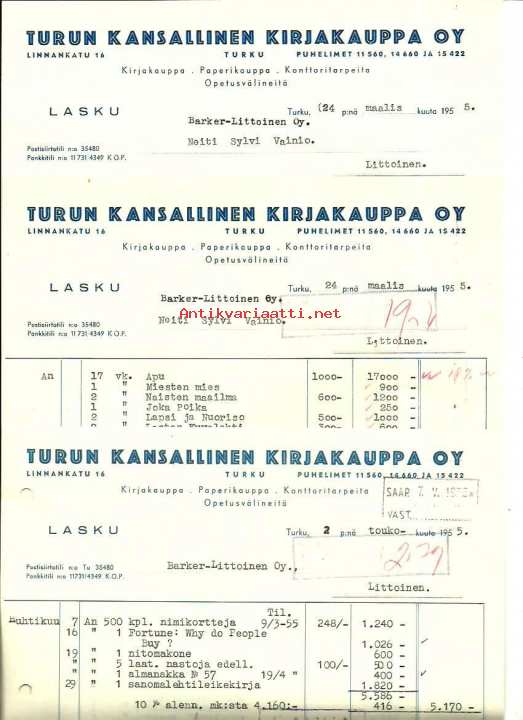 TURUN KANSALLINEN KIRJAKAUPPA OY
LINNANKATU 16 TURKU PUHELIMET 11 560, 14 660 JA 15 422
Kirjakauppa . Paperikauppa . Konttoritarpeita
Opetusvälineitä
LASKU Turku, (24 p:nä maalis kuuta 195 5.
Barker-Littoinen Oy.
Neiti Sylvi Vainio.
Postisiirtotili n:o 35480
Pankkitili n:o 11 731 4349 K.O.P. Littoinen.
TURUN KANSALLINEN KIRJAKAUPPA OY
LINNANKATU 16 TURKU PUHELIMET 11 560, 14 660 JA 15 422
Kirjakauppa . Paperikauppa . Konttoritarpeita
Opetusvälineitä
LASKU Turku, 24 p:nä maalis kuuta 195 5.
Barker-Littoinen Oy.
Antikvariaatti.net
Neiti Sylvi Vainio.
Postisiirtotili n:o 35480
Pankkitili n:o 11 731 4349 K.O.P. Littoinen.
An 17 vk. Apu 1000- 17000 -
1 " Miesten mies 900 -
2 " Naisten maailma 600- 1200 -
1 " Joka Poika 250 -
2 " Lapsi ja Nuoriso 500- 1000 -
2 " Lasten 300- 600 -
TURUN KANSALLINEN KIRJAKAUPPA OY
LINNANKATU 16 TURKU PUHELIMET 11 560, 14 660 JA 15 422
Kirjakauppa . Paperikauppa . Konttoritarpeita
Opetusvälineitä
SAAP. 7. V.
VAST.
LASKU Turku, 2 p:nä touko- kuuta 195 5.
Barker-Littoinen Oy.,
Postisiirtotili n:o Tu 35480
Pankkitili n:o 11731 4349 K.O.P. Littoinen.
Til.
Huhtikuu 7 An 500 kpl. nimikortteja 9/3-55 248/- 1.240 -
16 " 1 Fortune: Why do People
Buy ? 1.026 -
19 " 1 nitomakone 600 -
" " 5 laat. nastoja edell. 100/- 500 -
" " 1 almanakka № 57 19/4 " 400 -
29 " 1 sanomalehtileikekirja 1.820 -
5.586 -
10 % alenn. mk:sta 4.160:- 416 - 5.170 -